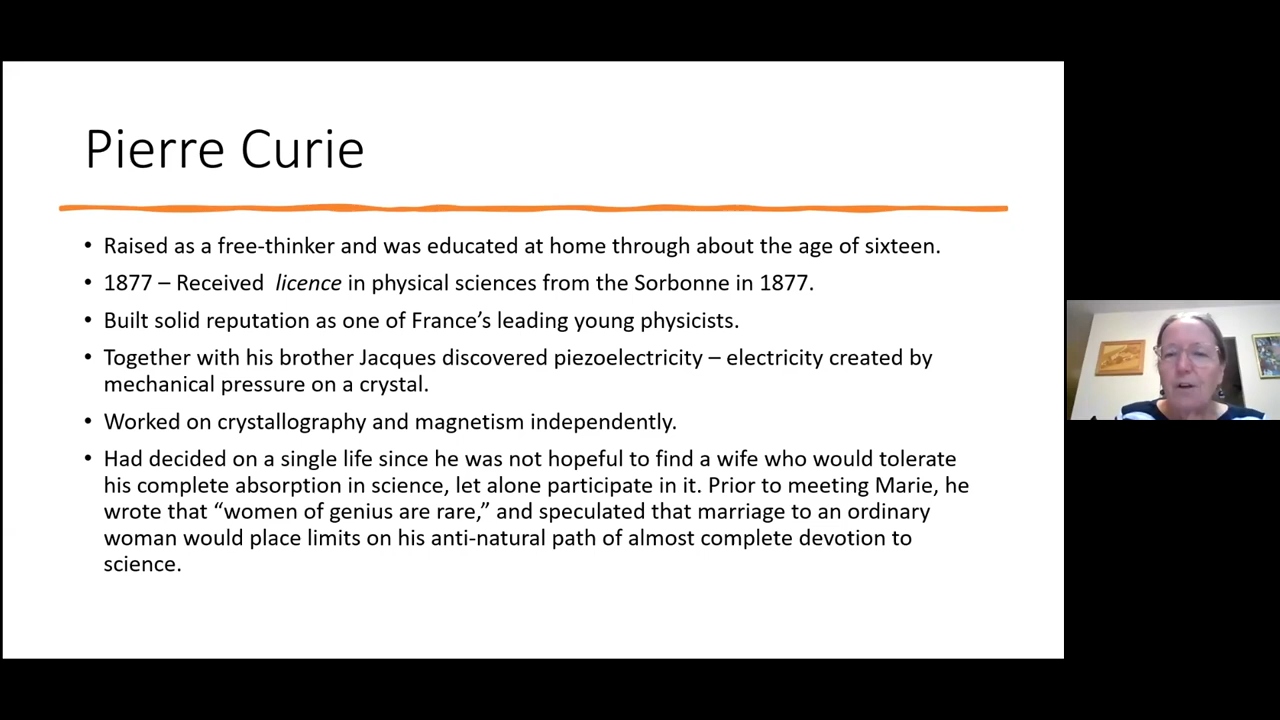 Pierre Curie
• Raised as a free-thinker and was educated at home through about the age of sixteen.
• 1877 – Received  licence in physical sciences from the Sorbonne in 1877.
• Built solid reputation as one of France’s leading young physicists.
• Together with his brother Jacques discovered piezoelectricity – electricity created by
mechanical pressure on a crystal.
• Worked on crystallography and magnetism independently.
• Had decided on a single life since he was not hopeful to find a wife who would tolerate
his complete absorption in science, let alone participate in it. Prior to meeting Marie, he
wrote that “women of genius are rare,” and speculated that marriage to an ordinary
woman would place limits on his anti-natural path of almost complete devotion to
science.